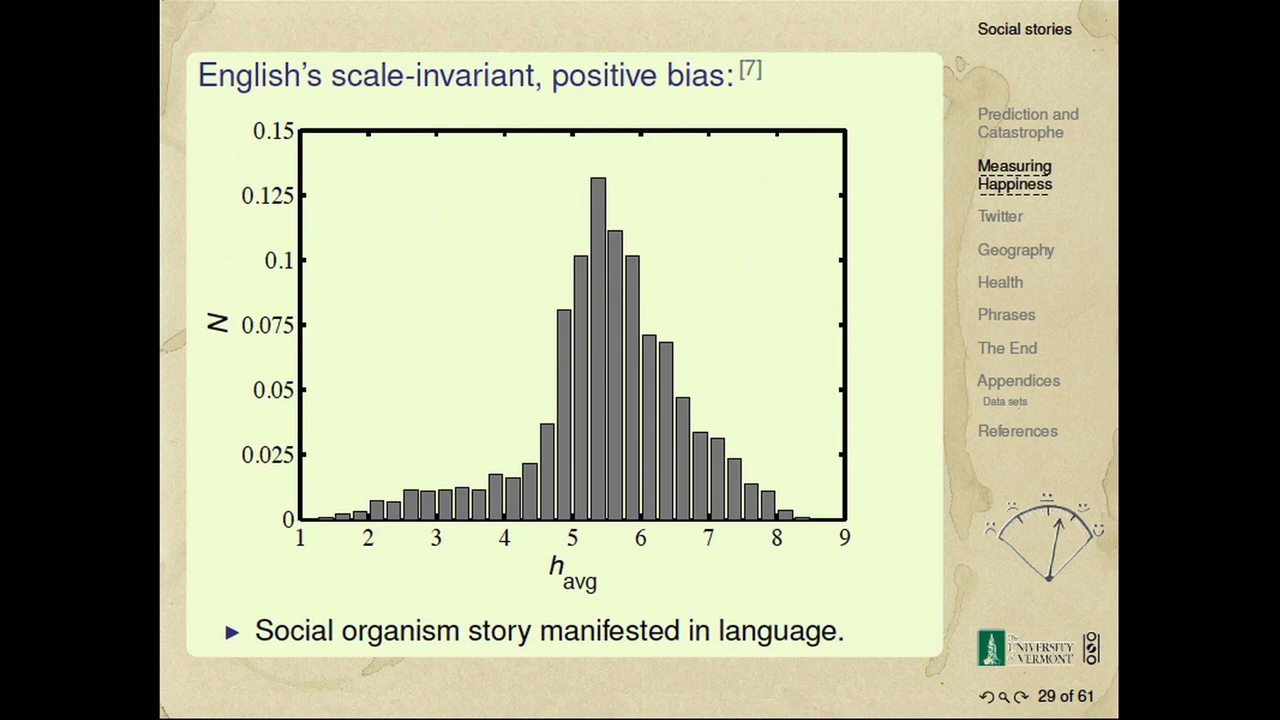 Social stories
English's scale-invariant, positive bias:[7]
0.15
0.125
0.1
0.075
0.05
0.025
0
N
1 2 3 4 5 6 7 8 9
havg
► Social organism story manifested in language.
Prediction and
Catastrophe
Measuring
Happiness
Twitter
Geography
Health
Phrases
The End
Appendices
Data sets
References
The
UNIVERSITY
of VERMONT
29 of 61